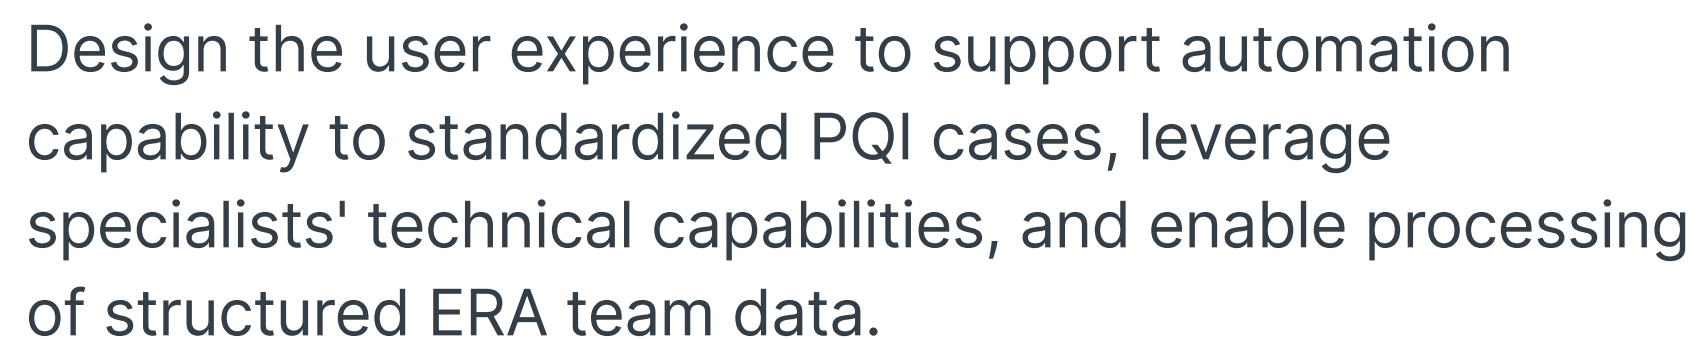 Design the user experience to support automation
capability to standardized PQI cases, leverage
specialists' technical capabilities, and enable processing
of structured ERA team data.